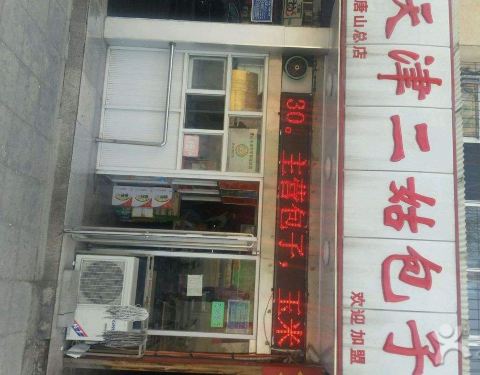 唐山总店
天津二姑包子
欢迎加盟
30。主营包子，玉米